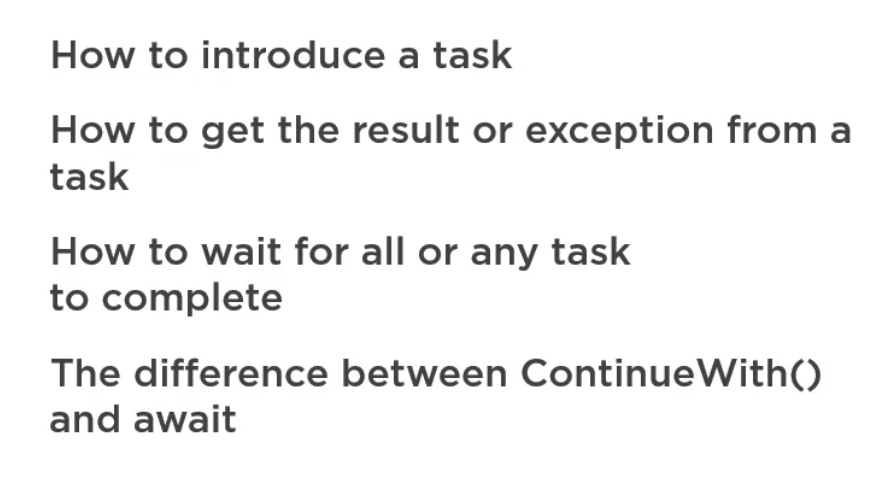 How to introduce a task
How to get the result or exception from a
task
How to wait for all or any task
to complete
The difference between ContinueWith()
and await